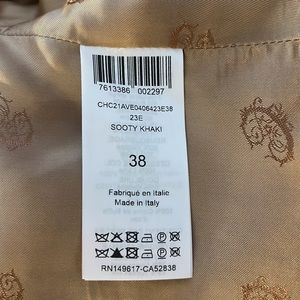 7613386 002297
CHC21AVE0406423E38
23E
SOOTY KHAKI
38
Fabriqué en Italie
Made in Italy
RN149617-CA52838